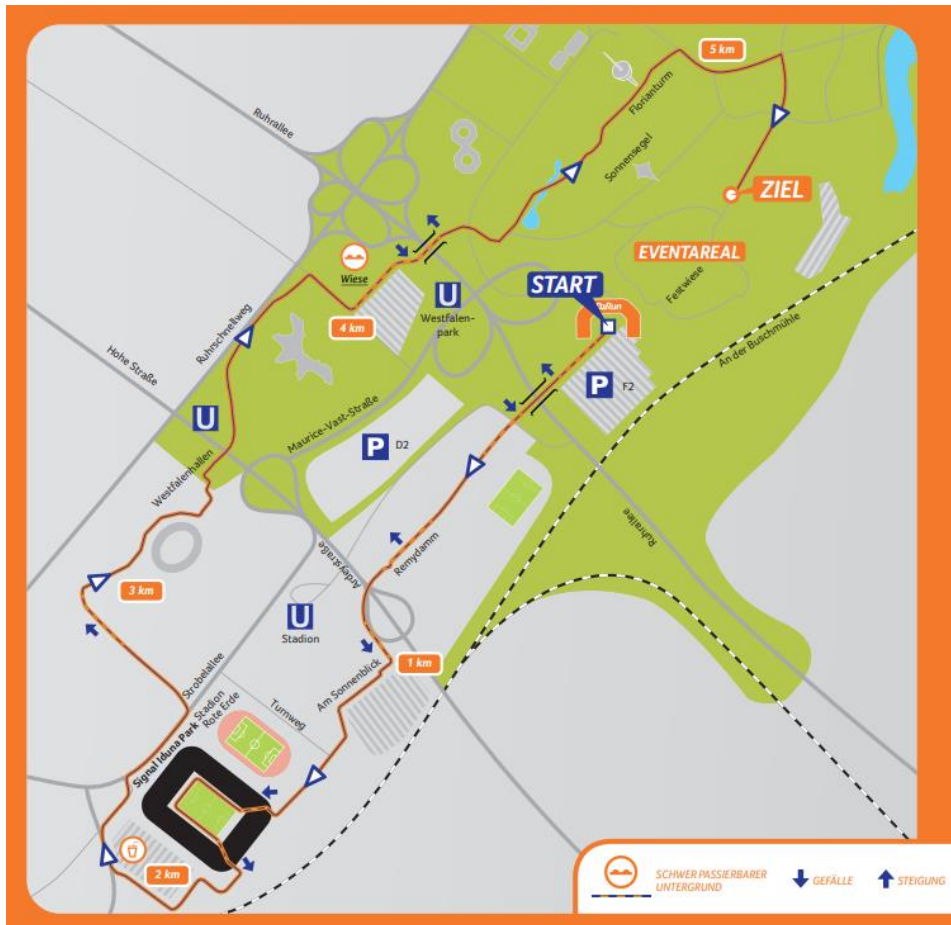 5 km
Ruhrallee
Florianturm
Sonnensegel
ZIEL
EVENTAREAL
Wiese
START
Festwiese
U
Westfalen-
park
4 km
Ruhrschnellweg
An der Buschmühle
Hohe Straße
P
F2
U
Maurice-Vast-Straße
P
D2
Westfalenhallen
Remydamm
Ruhrallee
Ardeystraße
3 km
U
Stadion
1 km
Strobelallee
Am Sonnenblick
Turnweg
Stadion
Rote Erde
Signal Iduna Park
2 km
SCHWER PASSIERBARER
UNTERGRUND
GEFÄLLE
STEIGUNG